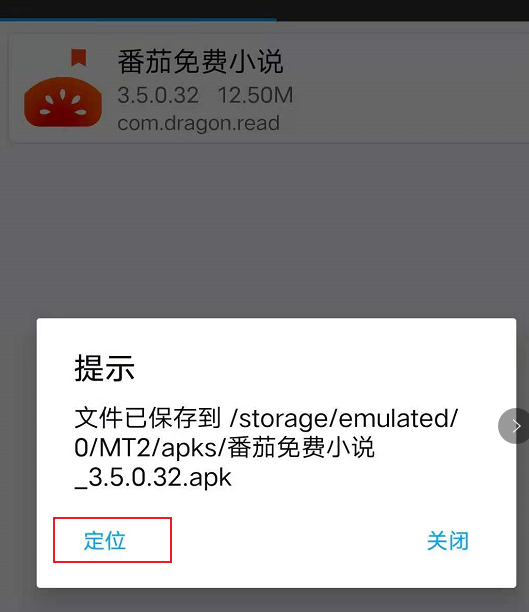 番茄免费小说
3.5.0.32 12.50M
com.dragon.read
提示
文件已保存到 /storage/emulated/
0/MT2/apks/番茄免费小说
_3.5.0.32.apk
定位 关闭